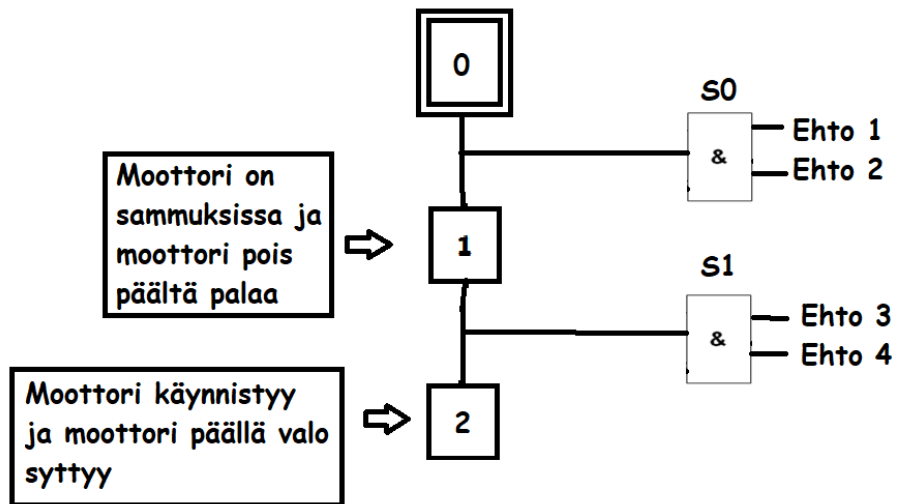 0
S0
Ehto 1
&
Ehto 2
Moottori on
sammuksissa ja
moottori pois
päältä palaa
1
S1
Ehto 3
&
Ehto 4
Moottori käynnistyy
ja moottori päällä valo
syttyy
2